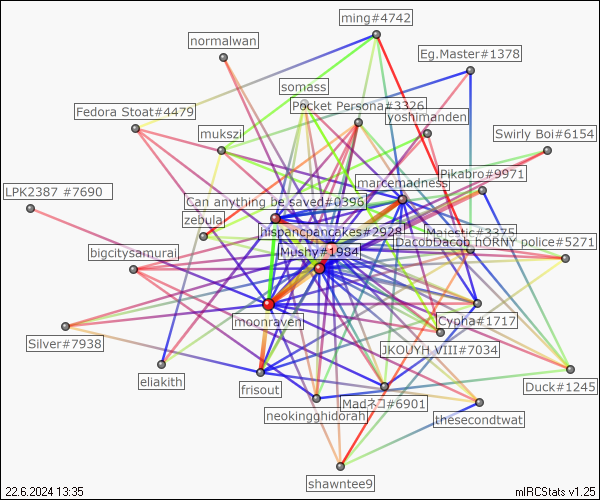 ming#4742
normalwan
Eg.Master#1378
somass
Pocket Persona#3326
Fedora Stoat#4479
yoshimanden
mukszi
Swirly Boi#6154
Pikabro#9971
marcemadness
LPK2387 #7690
Can anything be saved#0396
zebula
hispanicpancakes#2928
Majestic#3375
DacobDacob hORNY police#5271
Mushy#1984
bigcitysamurai
moonraven
Cypha#1717
Silver#7938
JKOUYH VIII#7034
eliakith
frisout
Duck#1245
Madネコ#6901
neokingghidorah
thesecondtwat
shawntee9
22.6.2024 13:35
mIRCStats v1.25